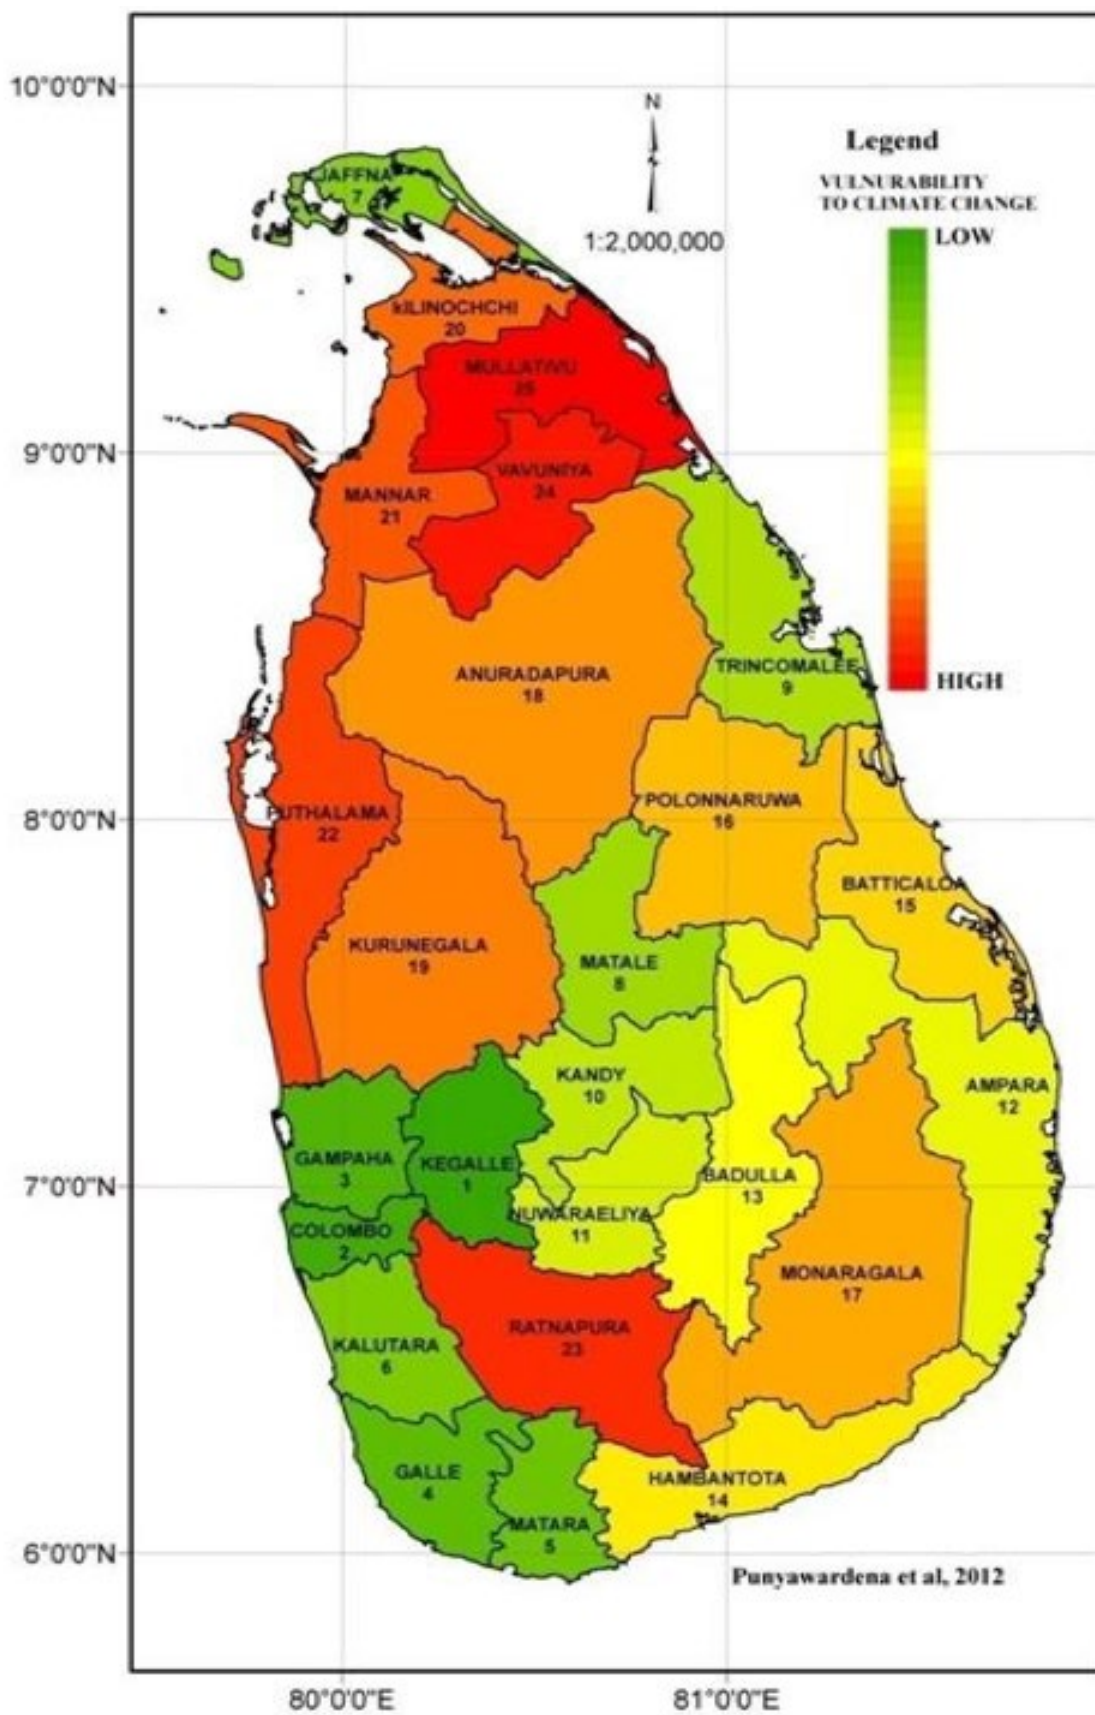 10°0'0"N
N
Legend
VULNURABILITY
TO CLIMATE CHANGE
LOW
1:2,000,000
JAFFNA
7
kILINOCHCHI
20
MULLATIVU
25
9°0'0"N
VAVUNIYA
24
MANNAR
21
TRINCOMALEE
9
HIGH
ANURADAPURA
18
8°0'0"N
PUTHALAMA
22
POLONNARUWA
16
BATTICALOA
15
KURUNEGALA
19
MATALE
8
KANDY
10
AMPARA
12
7°0'0"N
GAMPAHA
3
KEGALLE
1
BADULLA
13
NUWARAELIYA
11
COLOMBO
2
MONARAGALA
17
RATNAPURA
23
KALUTARA
6
GALLE
4
HAMBANTOTA
14
MATARA
5
6°0'0"N
Punyawardena et al, 2012
80°0'0"E
81°0'0"E